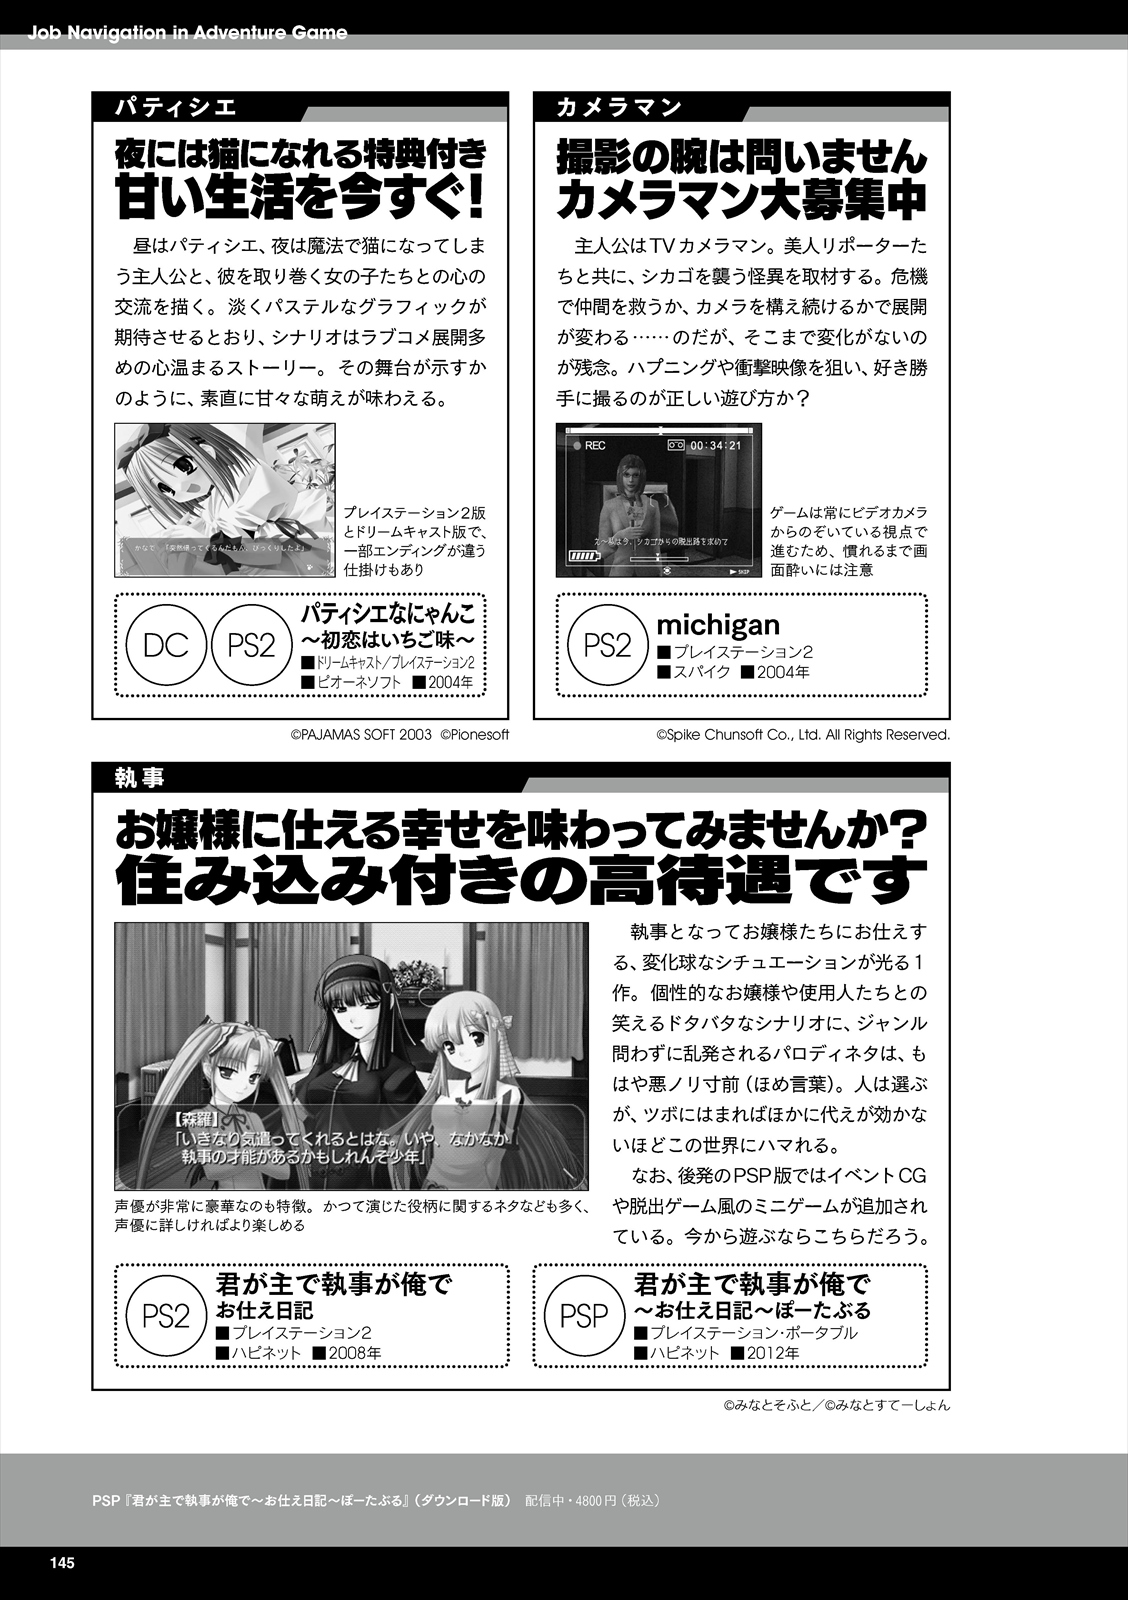 Job Navigation in Adventure Game
パティシエ
夜には猫になれる特典付き
甘い生活を今すぐ!
昼はパティシエ、夜は魔法で猫になってしま
う主人公と、彼を取り巻く女の子たちとの心の
交流を描く。淡くパステルなグラフィックが
期待させるとおり、シナリオはラブコメ展開多
めの心温まるストーリー。その舞台が示すか
のように、素直に甘々な萌えが味わえる。
かなで 「突然帰ってくるんだもん、びっくりしたよ」
プレイステーション2版
とドリームキャスト版で、
一部エンディングが違う
仕掛けもあり
DC
PS2
パティシエなにゃんこ
～初恋はいちご味～
■ドリームキャスト/プレイステーション2
■ピオーネソフト ■2004年
©PAJAMAS SOFT 2003 ©Pionesoft
カメラマン
撮影の腕は問いません
カメラマン大募集中
主人公はTVカメラマン。美人リポーターた
ちと共に、シカゴを襲う怪異を取材する。危機
で仲間を救うか、カメラを構え続けるかで展開
が変わる……のだが、そこまで変化がないの
が残念。ハプニングや衝撃映像を狙い、好き勝
手に撮るのが正しい遊び方か?
REC
00:34:21
え～私は今、シカゴからの脱出路を求めて
SKIP
ゲームは常にビデオカメラ
からのぞいている視点で
進むため、慣れるまで画
面酔いには注意
PS2
michigan
■プレイステーション2
■スパイク ■2004年
©Spike Chunsoft Co., Ltd. All Rights Reserved.
執事
お嬢様に仕える幸せを味わってみませんか?
住み込み付きの高待遇です
【森羅】
「いきなり気遣ってくれるとはな。いや、なかなか
執事の才能があるかもしれんぞ少年」
声優が非常に豪華なのも特徴。かつて演じた役柄に関するネタなども多く、
声優に詳しければより楽しめる
執事となってお嬢様たちにお仕えす
る、変化球なシチュエーションが光る1
作。個性的なお嬢様や使用人たちとの
笑えるドタバタなシナリオに、ジャンル
問わずに乱発されるパロディネタは、も
はや悪ノリ寸前(ほめ言葉)。人は選ぶ
が、ツボにはまればほかに代えが効かな
いほどこの世界にハマれる。
なお、後発のPSP版ではイベントCG
や脱出ゲーム風のミニゲームが追加され
ている。今から遊ぶならこちらだろう。
PS2
君が主で執事が俺で
お仕え日記
■プレイステーション2
■ハピネット ■2008年
PSP
君が主で執事が俺で
～お仕え日記～ぽーたぶる
■プレイステーション・ポータブル
■ハピネット ■2012年
©みなとそふと/©みなとすてーしょん
PSP『君が主で執事が俺で～お仕え日記～ぽーたぶる』(ダウンロード版) 配信中・4800円(税込)
145